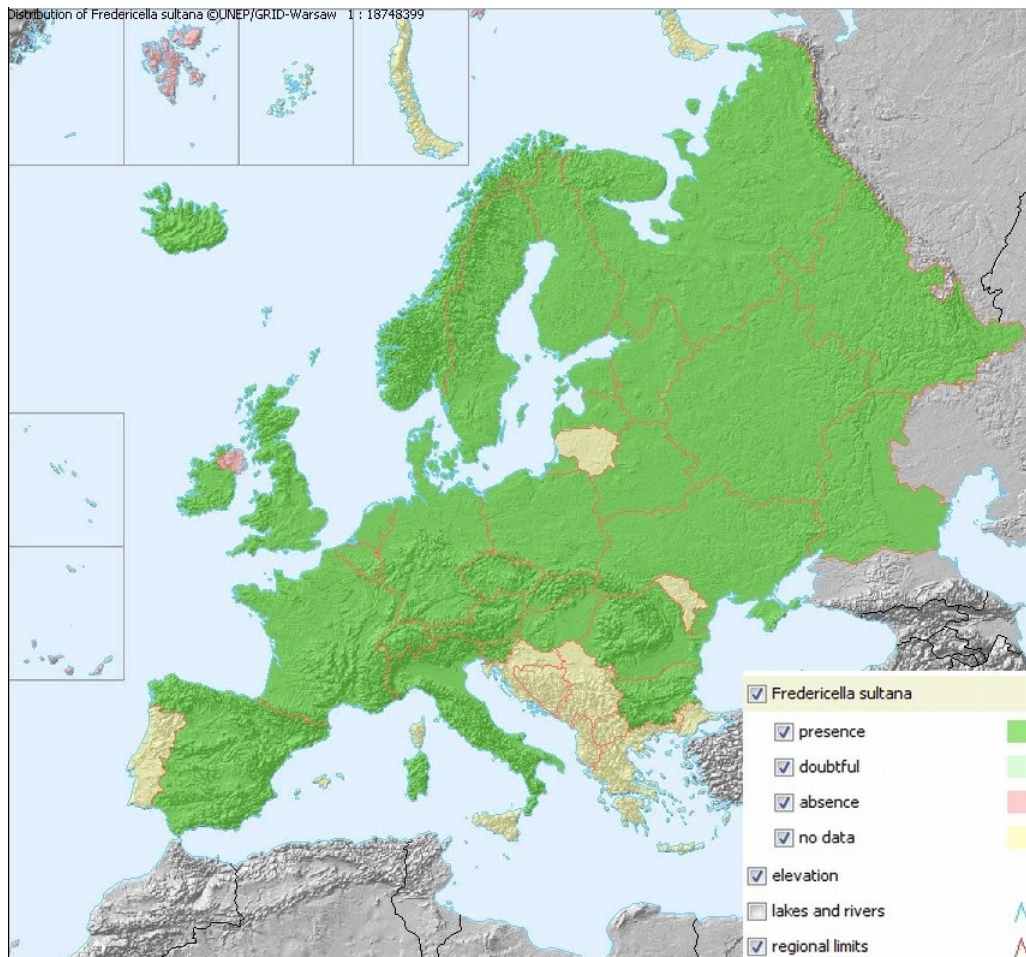 Distribution of Fredericella sultana ©UNEP/GRID-Warsaw 1 : 18748399
Fredericella sultana
presence
doubtful
absence
no data
elevation
lakes and rivers
regional limits